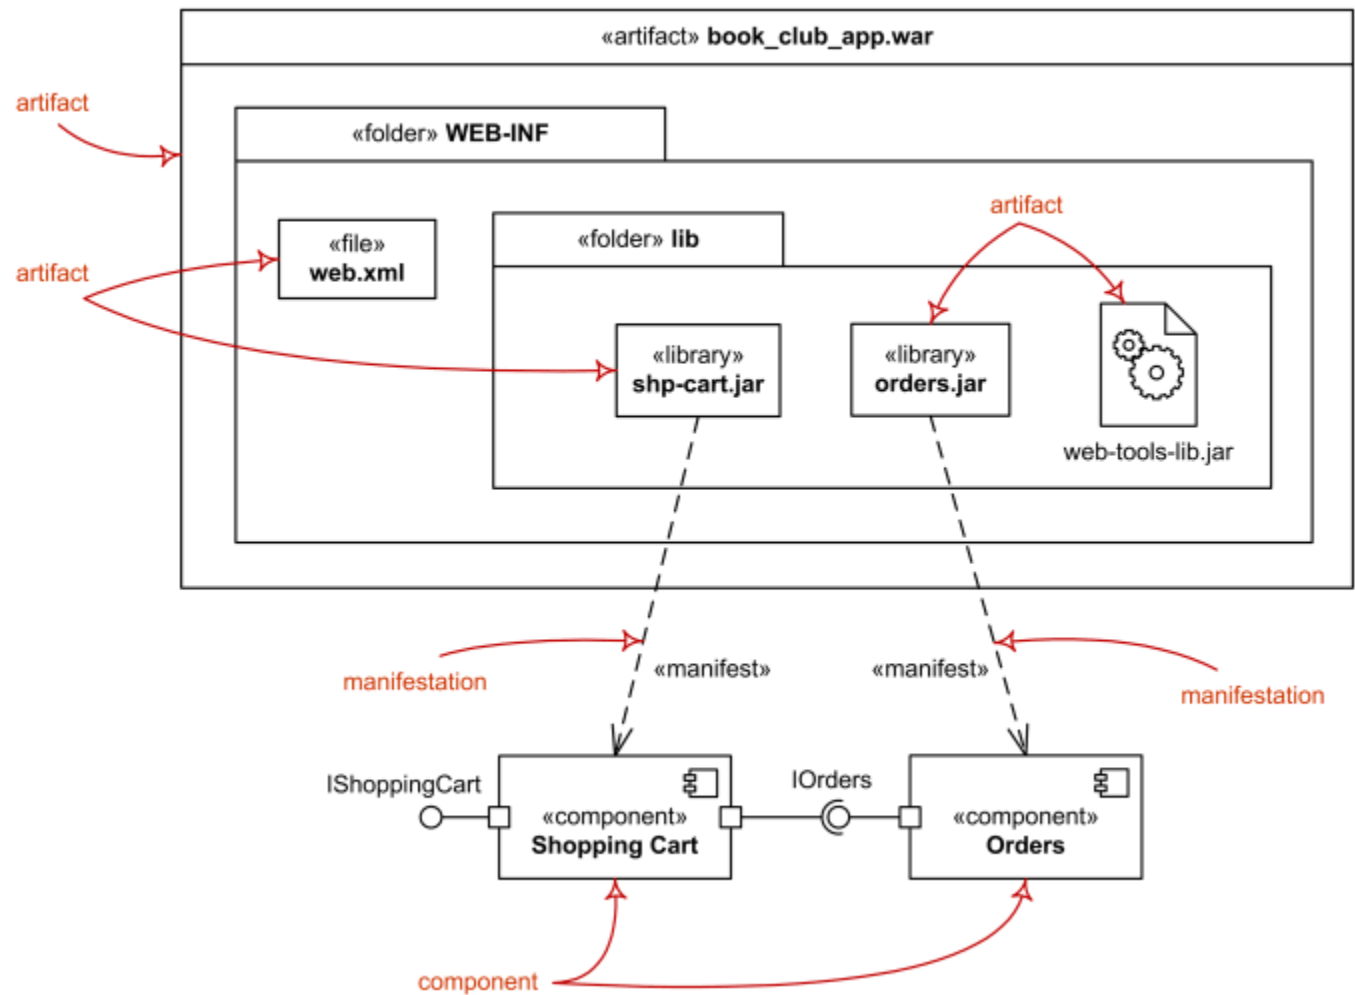 «artifact» book_club_app.war
artifact
«folder» WEB-INF
artifact
«folder» lib
«file»
web.xml
artifact
«library»
shp-cart.jar
«library»
orders.jar
web-tools-lib.jar
manifestation
«manifest»
«manifest»
manifestation
IShoppingCart
IOrders
«component»
Shopping Cart
«component»
Orders
component